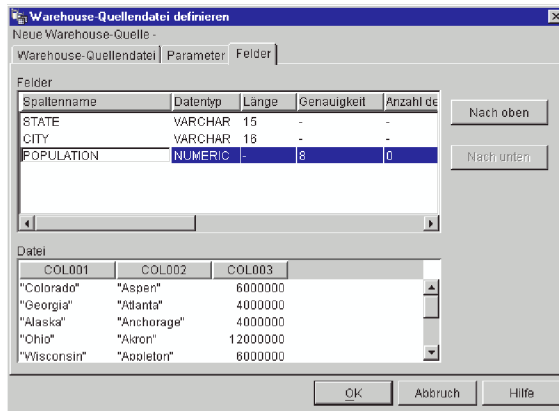 Warehouse-Quellendatei definieren
Neue Warehouse-Quelle -
Warehouse-Quellendatei Parameter Felder
Felder
Spaltenname Datentyp Länge Genauigkeit Anzahl de
STATE VARCHAR 15 - -
CITY VARCHAR 16 - -
POPULATION NUMERIC - 8 0
Nach oben
Nach unten
Datei
COL001 COL002 COL003
"Colorado" "Aspen" 6000000
"Georgia" "Atlanta" 4000000
"Alaska" "Anchorage" 4000000
"Ohio" "Akron" 12000000
"Wisconsin" "Appleton" 6000000
OK Abbruch Hilfe